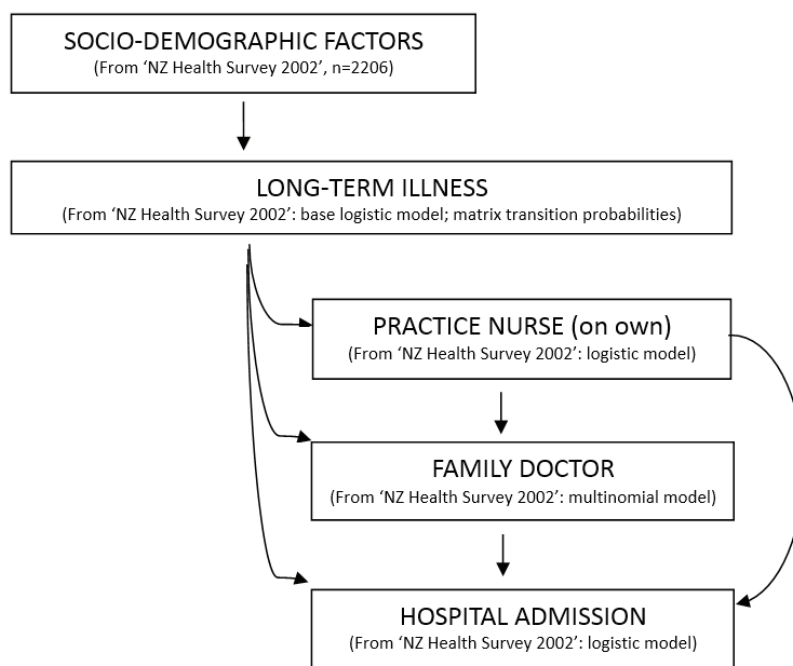 SOCIO-DEMOGRAPHIC FACTORS
(From ‘NZ Health Survey 2002’, n=2206)
LONG-TERM ILLNESS
(From ‘NZ Health Survey 2002’: base logistic model; matrix transition probabilities)
PRACTICE NURSE (on own)
(From ‘NZ Health Survey 2002’: logistic model)
FAMILY DOCTOR
(From ‘NZ Health Survey 2002’: multinomial model)
HOSPITAL ADMISSION
(From ‘NZ Health Survey 2002’: logistic model)